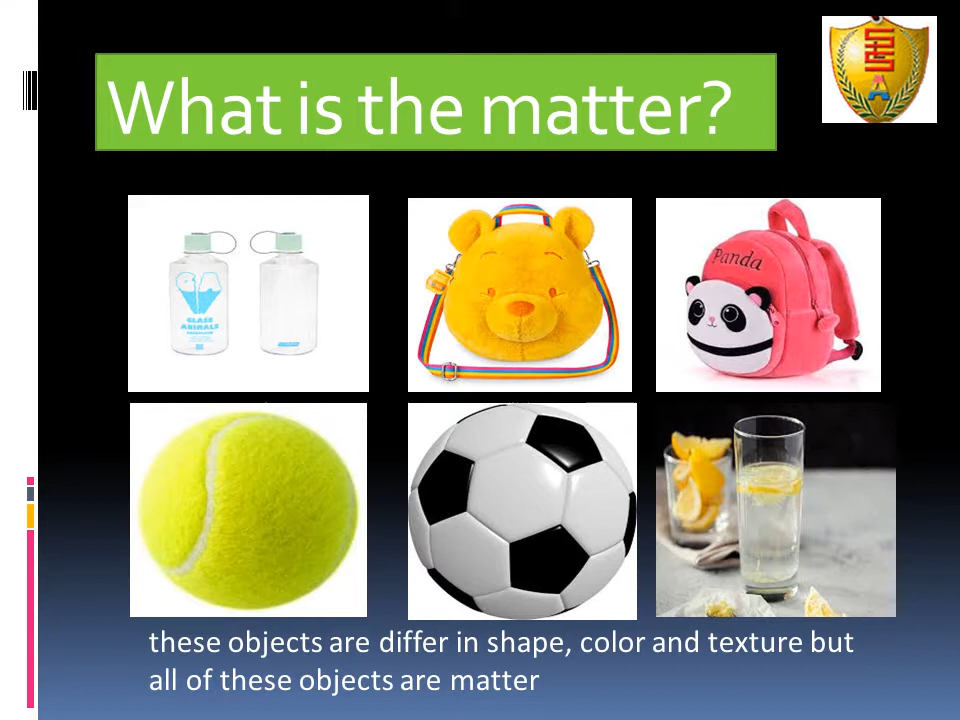 What is the matter?
GLASS
ANIMALS
Panda
these objects are differ in shape, color and texture but
all of these objects are matter